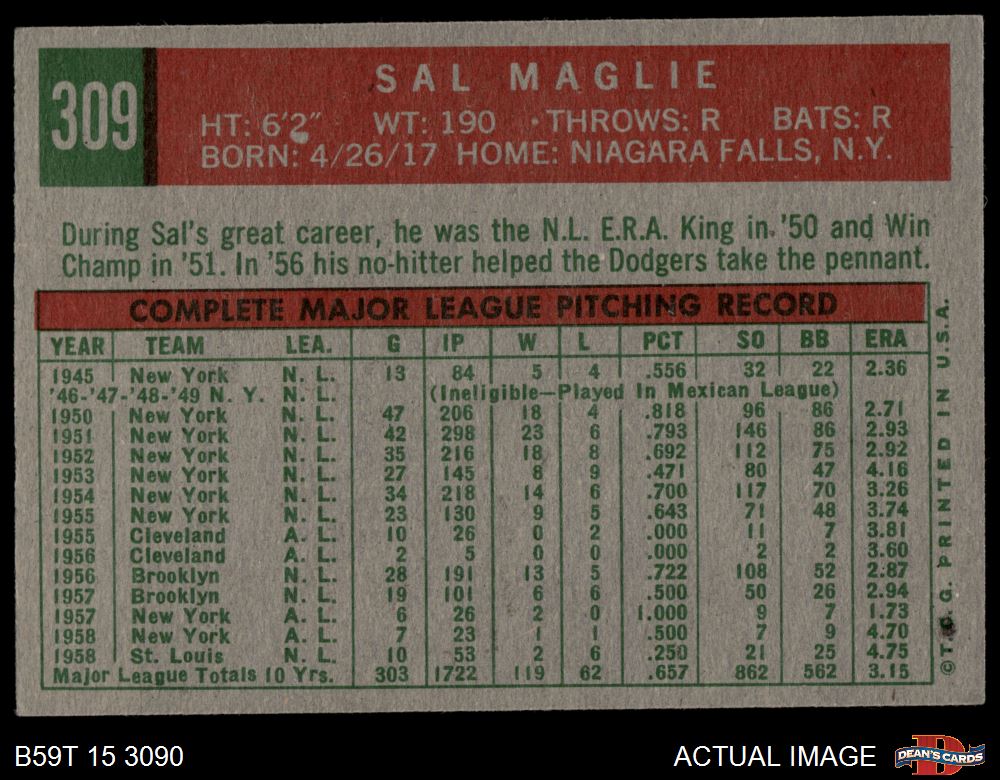 309
SAL MAGLIE
HT: 6'2" WT: 190 • THROWS: R BATS: R
BORN: 4/26/17 HOME: NIAGARA FALLS, N.Y.
During Sal's great career, he was the N.L. E.R.A. King in '50 and Win
Champ in '51. In '56 his no-hitter helped the Dodgers take the pennant.
COMPLETE MAJOR LEAGUE PITCHING RECORD
YEAR TEAM LEA. G IP W L PCT SO BB ERA
1945 New York N. L. 13 84 5 4 .556 32 22 2.36
'46-'47-'48-'49 N. Y. N. L. (Ineligible—Played In Mexican League)
1950 New York N. L. 47 206 18 4 .818 96 86 2.71
1951 New York N. L. 42 298 23 6 .793 146 86 2.93
1952 New York N. L. 35 216 18 8 .692 112 75 2.92
1953 New York N. L. 27 145 8 9 .471 80 47 4.16
1954 New York N. L. 34 218 14 6 .700 117 70 3.26
1955 New York N. L. 23 130 9 5 .643 71 48 3.74
1955 Cleveland A. L. 10 26 0 2 .000 11 7 3.81
1956 Cleveland A. L. 2 5 0 0 .000 2 2 3.60
1956 Brooklyn N. L. 28 191 13 5 .722 108 52 2.87
1957 Brooklyn N. L. 19 101 6 6 .500 50 26 2.94
1957 New York A. L. 6 26 2 0 1.000 9 7 1.73
1958 New York A. L. 7 23 1 1 .500 7 9 4.70
1958 St. Louis N. L. 10 53 2 6 .250 21 25 4.75
Major League Totals 10 Yrs. 303 1722 119 62 .657 862 562 3.15
© T.C.G. PRINTED IN U.S.A.
B59T 15 3090
ACTUAL IMAGE
DEAN'S CARDS